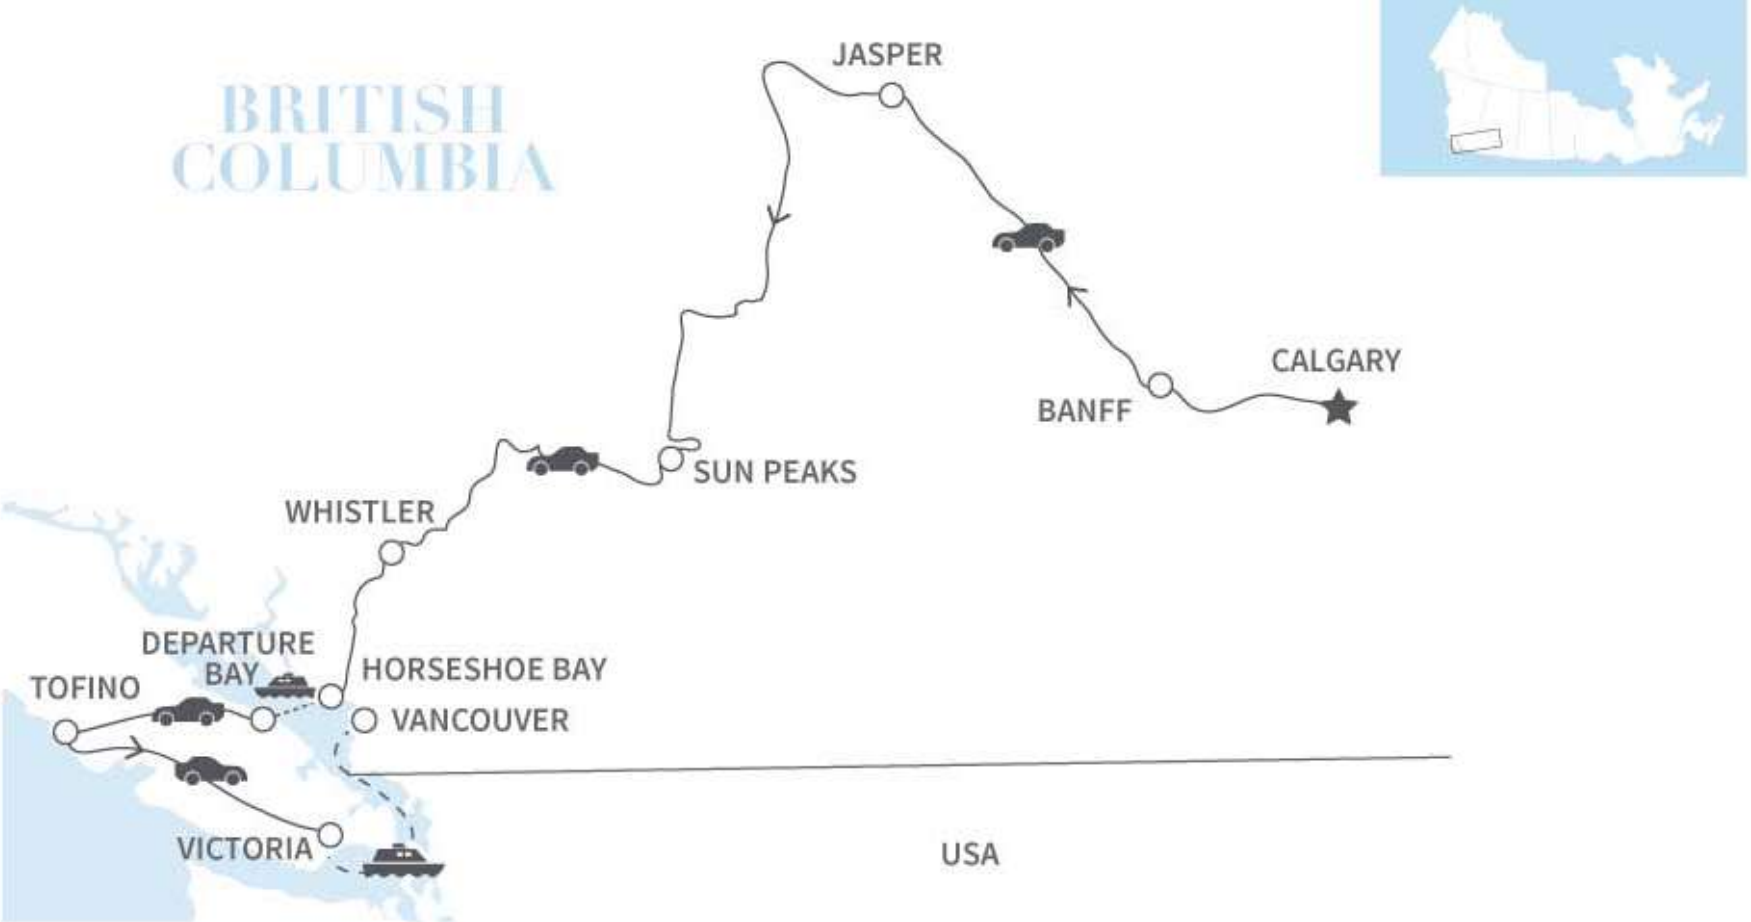 JASPER
BRITISH
COLUMBIA
CALGARY
BANFF
SUN PEAKS
WHISTLER
DEPARTURE
BAY
HORSESHOE BAY
TOFINO
VANCOUVER
VICTORIA
USA